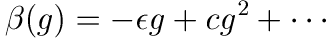 β(g) = −ϵg + cg² + ⋯